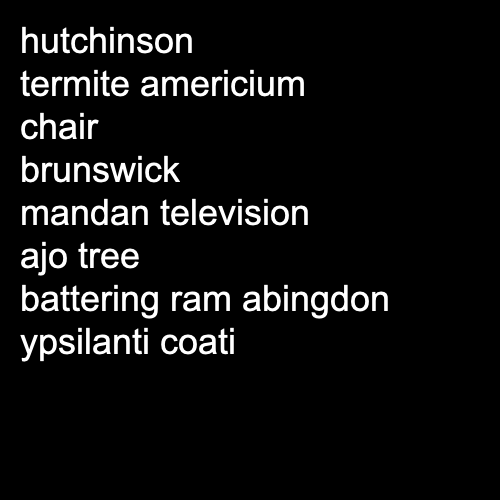 hutchinson
termite americium
chair
brunswick
mandan television
ajo tree
battering ram abingdon
ypsilanti coati